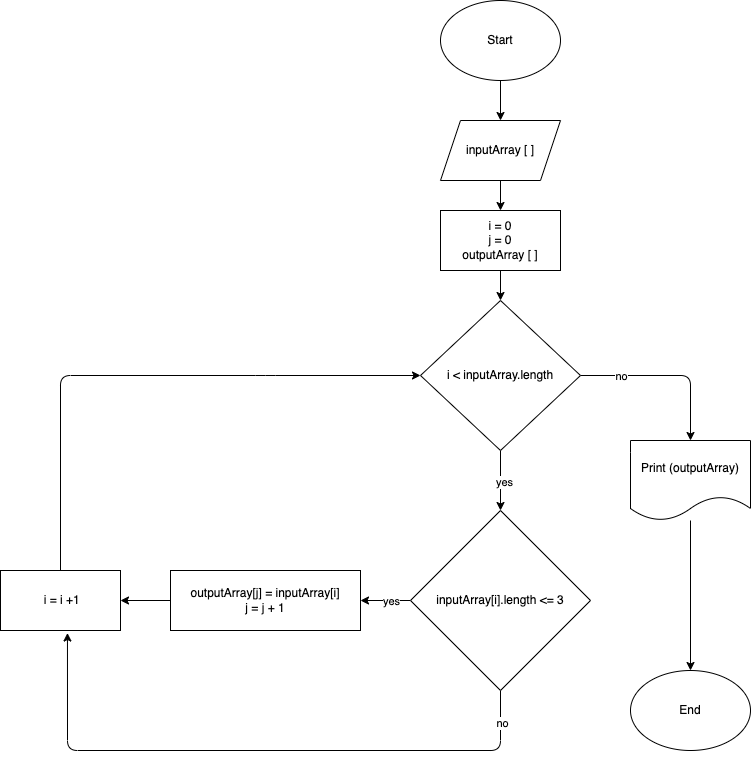 Start
inputArray [ ]
i = 0
j = 0
outputArray [ ]
i < inputArray.length
no
Print (outputArray)
yes
inputArray[i].length <= 3
yes
outputArray[j] = inputArray[i]
j = j + 1
i = i +1
no
End